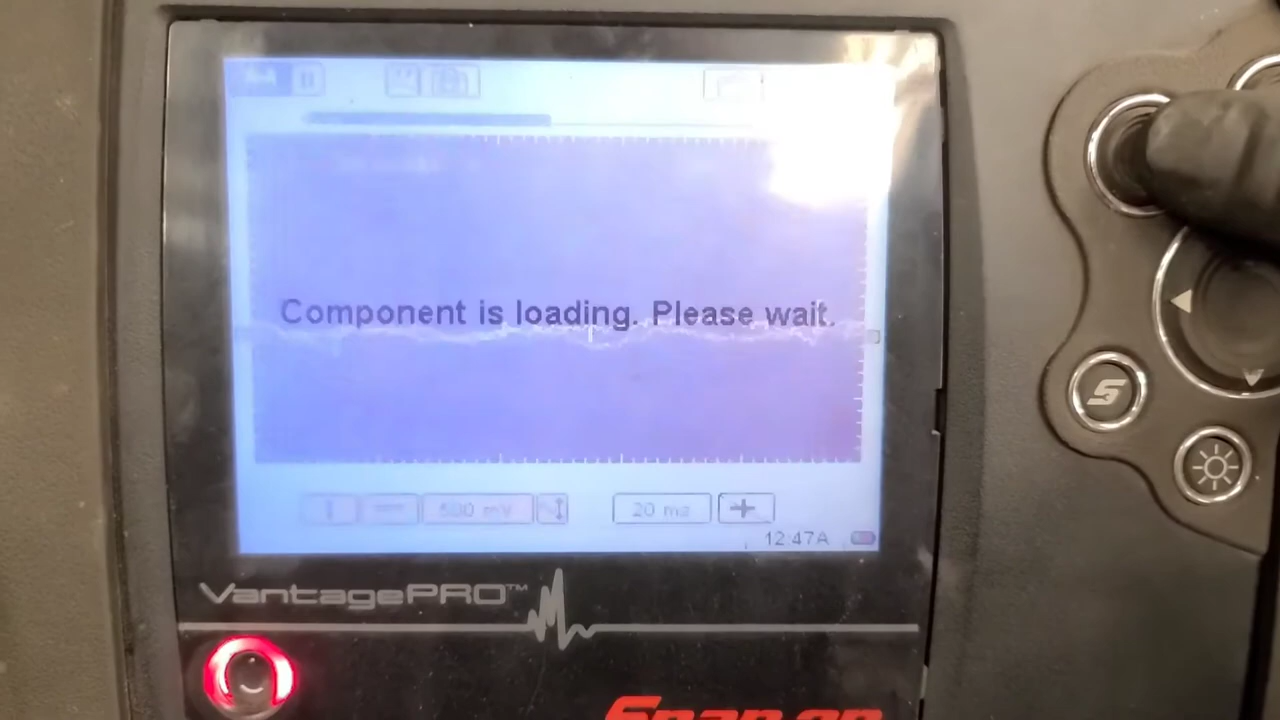 Component is loading. Please wait.
500 mV
20 ms
12:47A
VantagePRO™
Snap-on